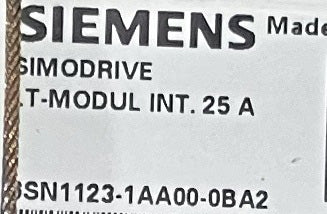 SIEMENS Made
SIMODRIVE
LT-MODUL INT. 25 A
6SN1123-1AA00-0BA2